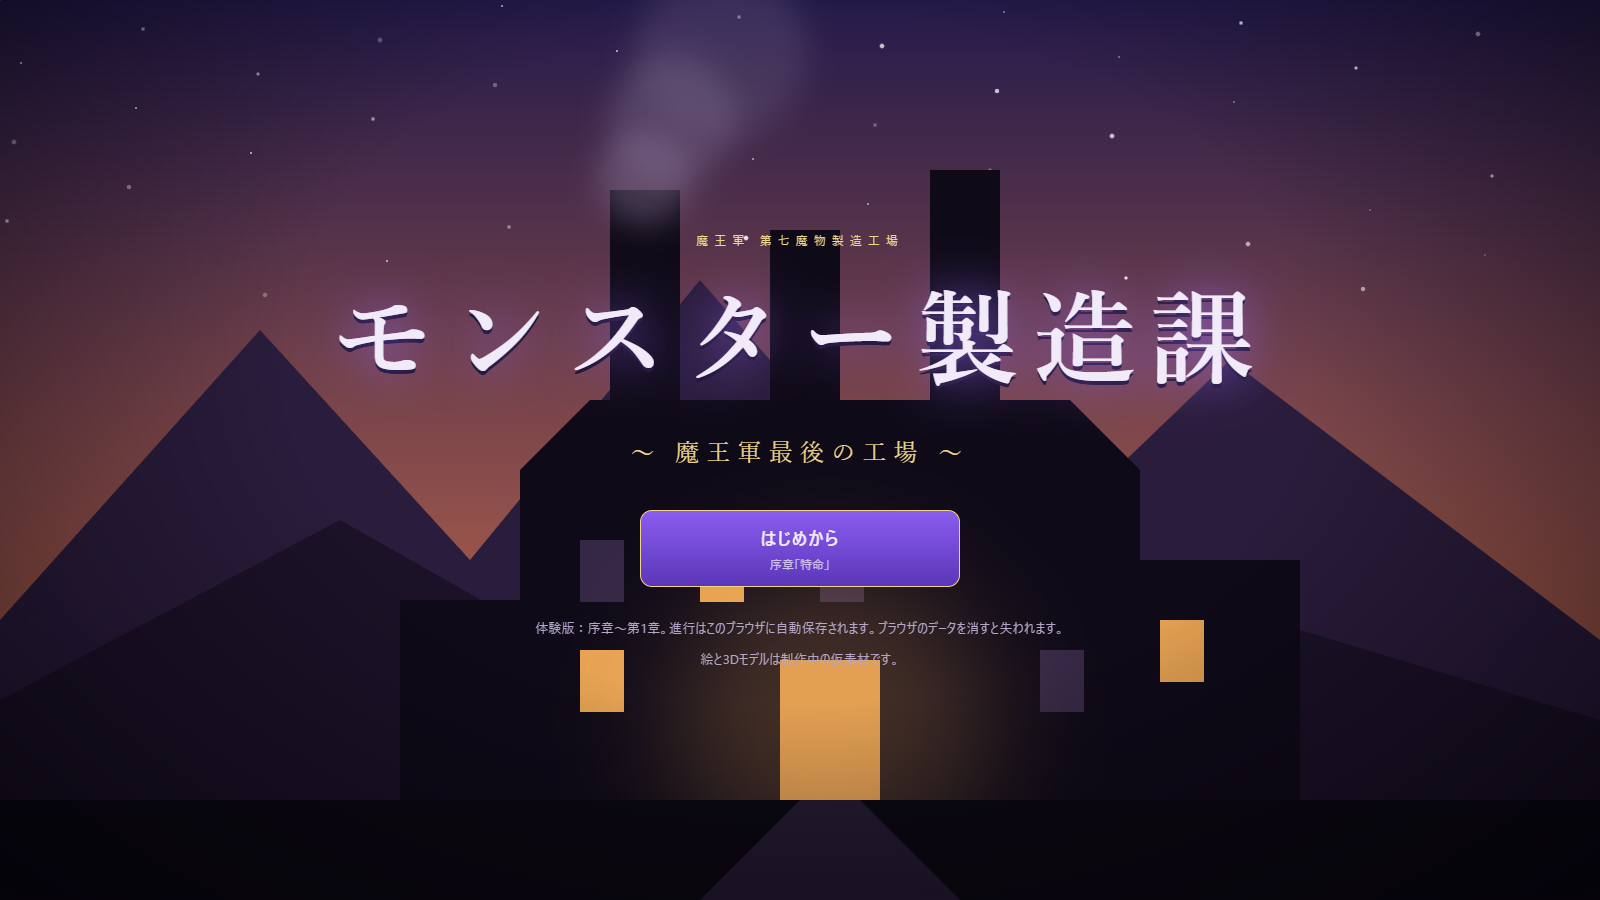 魔王軍 第七魔物製造工場
モンスター製造課
～ 魔王軍最後の工場 ～
はじめから
序章「特命」
体験版：序章～第1章。進行はこのブラウザに自動保存されます。ブラウザのデータを消すと失われます。
絵と3Dモデルは制作中の仮素材です。